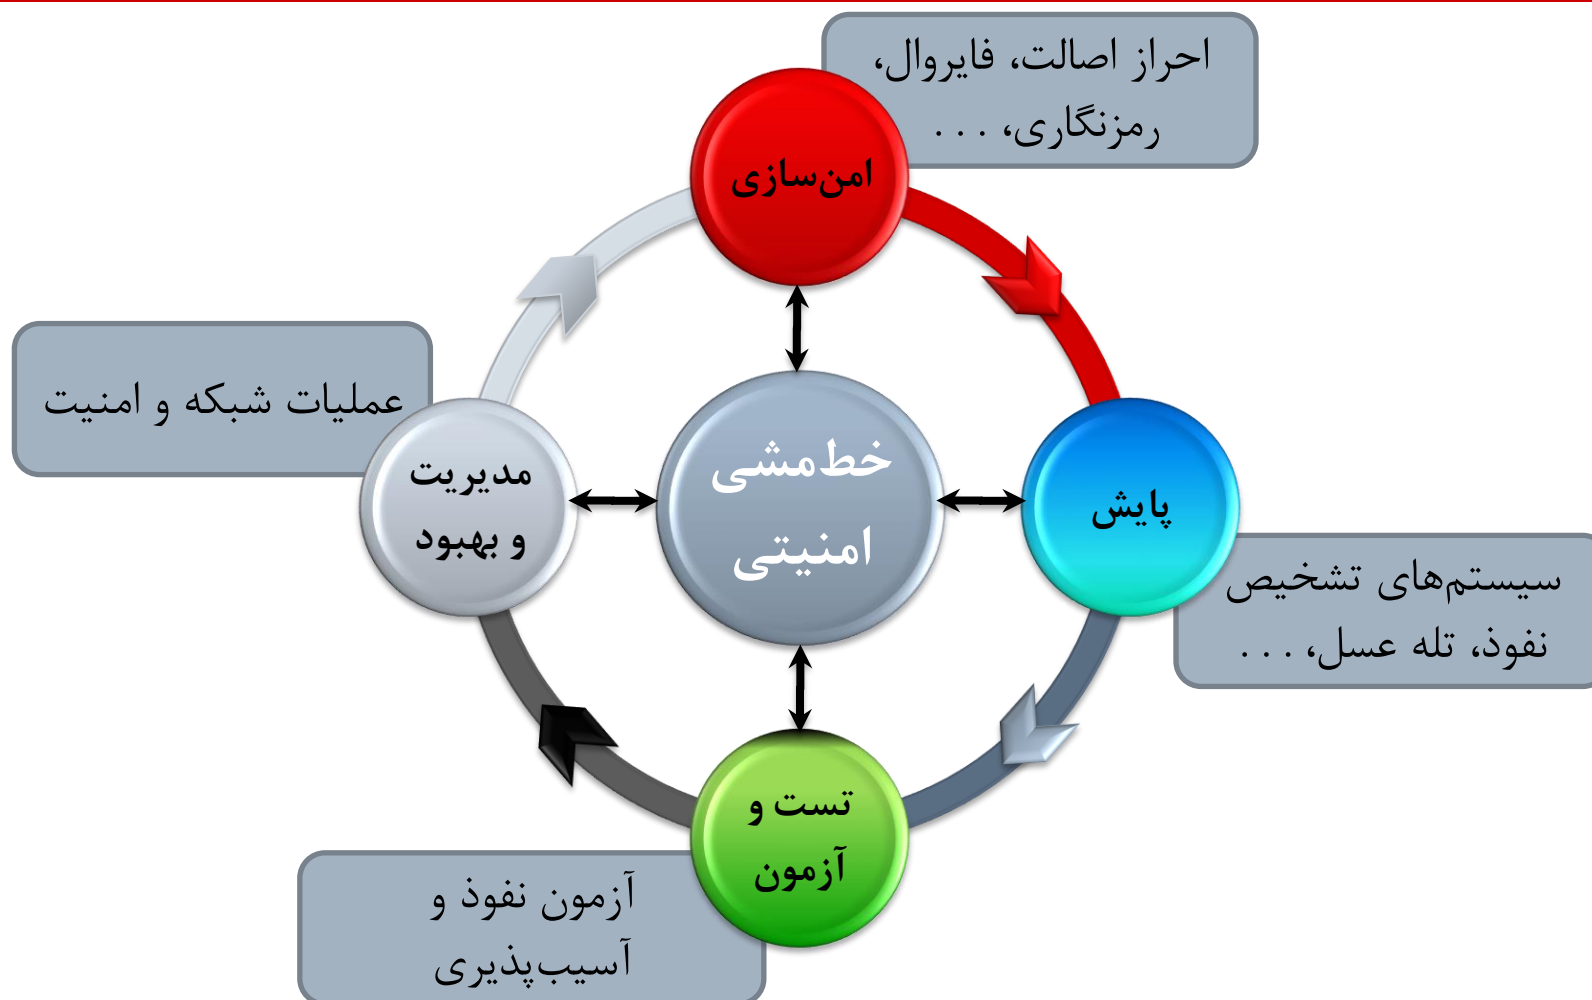 احراز اصالت، فایروال،
رمزنگاری، . . .
امن‌سازی
عملیات شبکه و امنیت
مدیریت
و بهبود
خط‌مشی
امنیتی
پایش
سیستم‌های تشخیص
نفوذ، تله عسل، . . .
تست و
آزمون
آزمون نفوذ و
آسیب‌پذیری